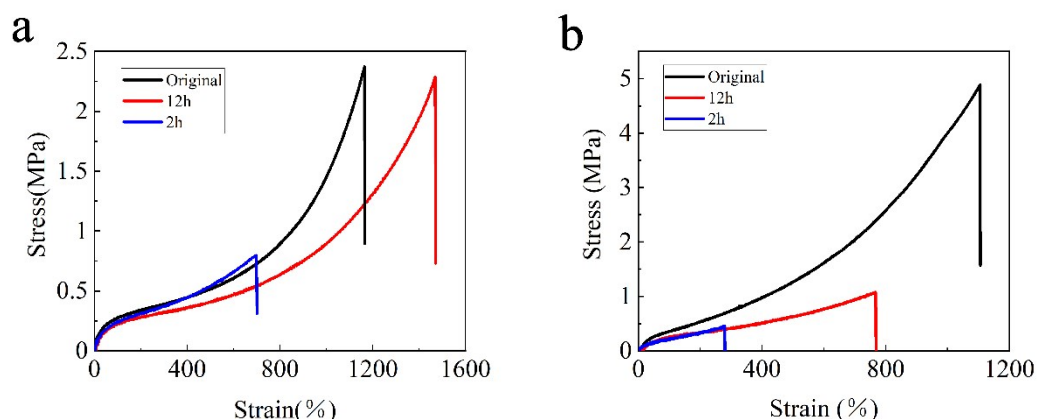 a
2.5
2
1.5
1
0.5
0
Stress(MPa)
Original
12h
2h
0
400
800
1200
1600
Strain(%)
b
5
4
3
2
1
0
Stress (MPa)
Original
12h
2h
0
400
800
1200
Strain (%)